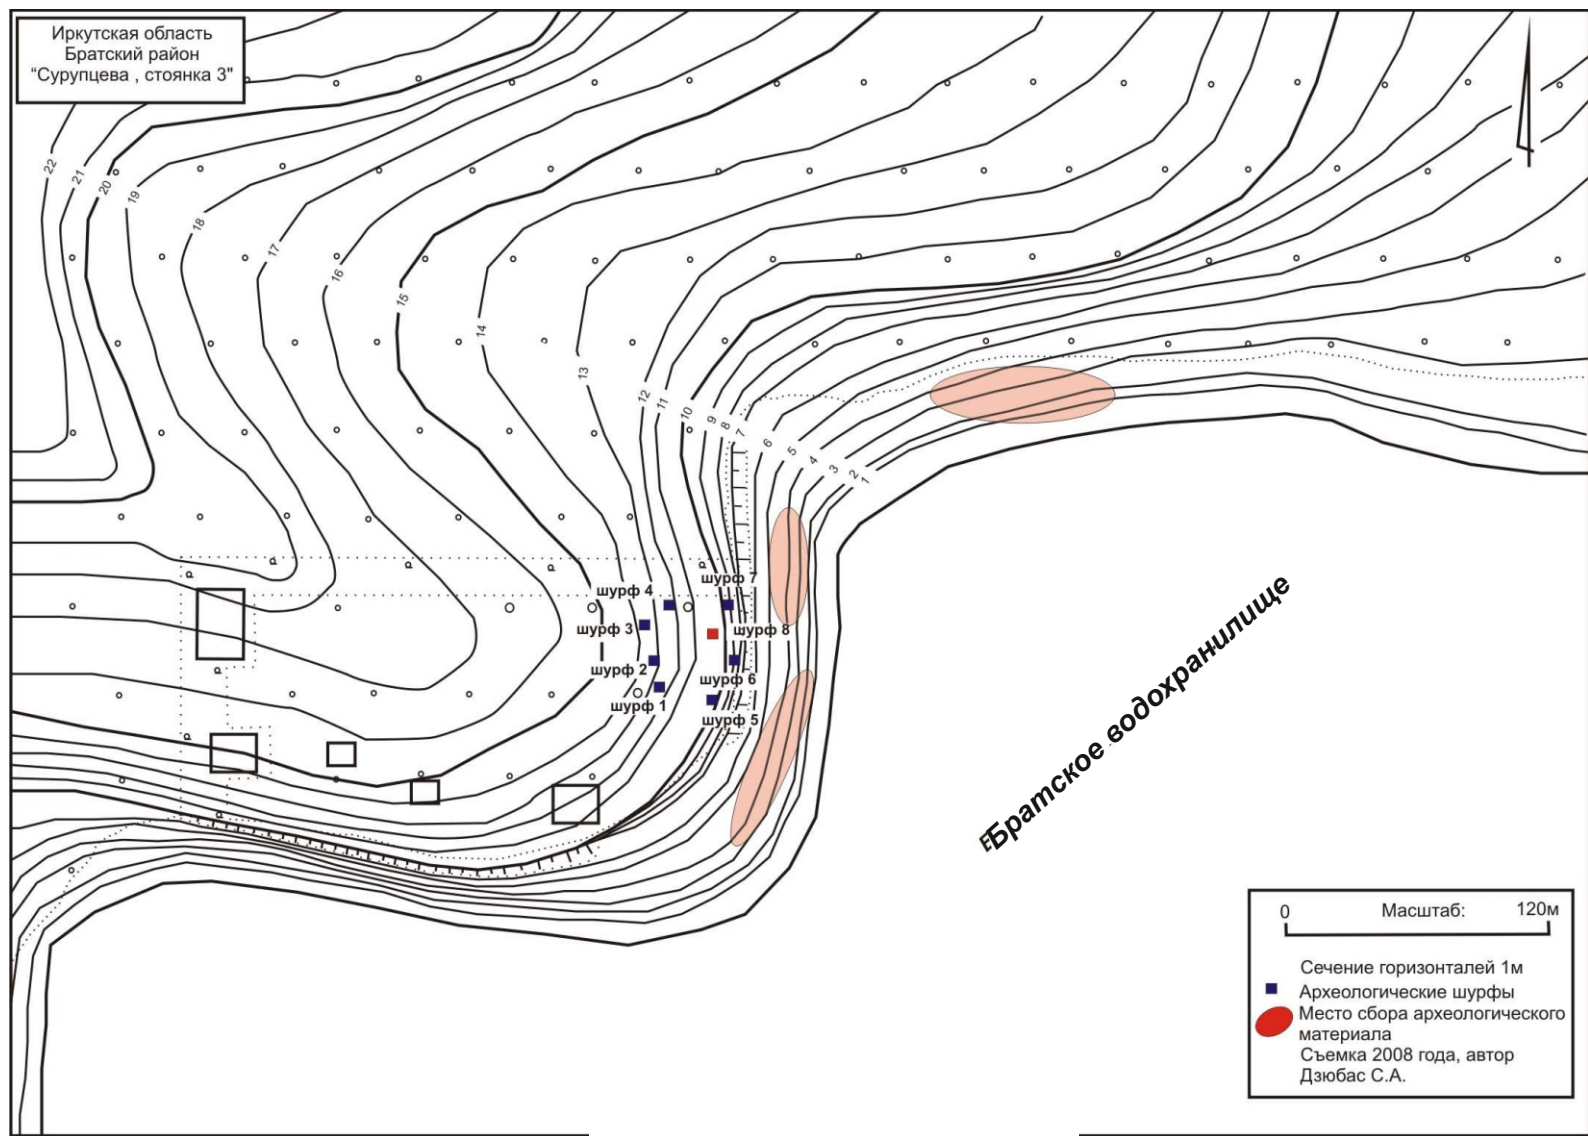 Иркутская область
Братский район
"Сурупцева , стоянка 3"
22
21
20
19
18
17
16
15
14
13
12
11
10
9
8
7
6
5
4
3
2
1
шурф 7
шурф 4
шурф 3
шурф 8
шурф 2
шурф 6
шурф 1
шурф 5
Братское водохранилище
0 Масштаб: 120м
Сечение горизонталей 1м
Археологические шурфы
Место сбора археологического
материала
Съемка 2008 года, автор
Дзюбас С.А.